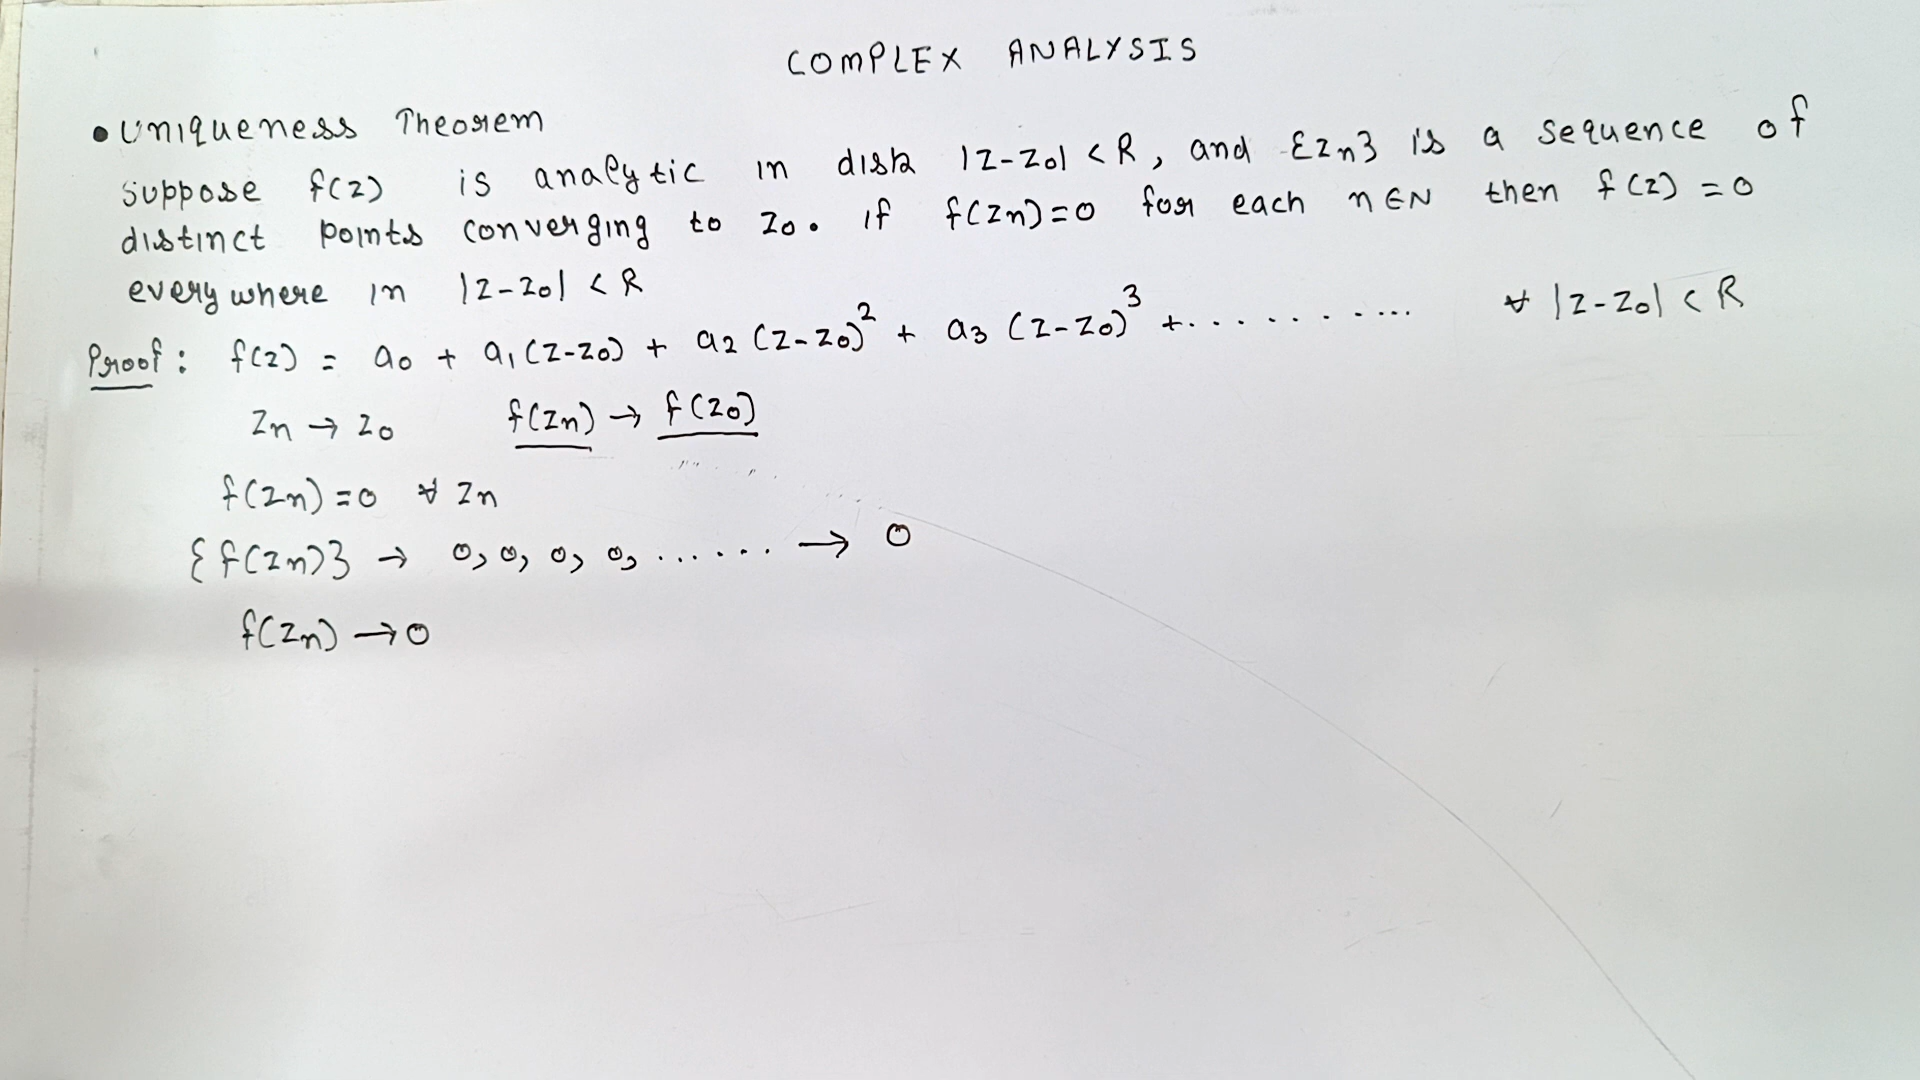 COMPLEX ANALYSIS
• Uniqueness Theorem
suppose f(z) is analytic in disk |z-z₀| < R, and {zn} is a sequence of
distinct points converging to z₀. if f(zn)=0 for each n∈N then f(z) = 0
everywhere in |z-z₀| < R
Proof: f(z) = a₀ + a₁(z-z₀) + a₂(z-z₀)² + a₃(z-z₀)³ +........... ∀ |z-z₀| < R
zn → z₀ f(zn) → f(z₀)
f(zn)=0 ∀ zn
{f(zn)} → 0, 0, 0, 0, ...... → 0
f(zn) → 0